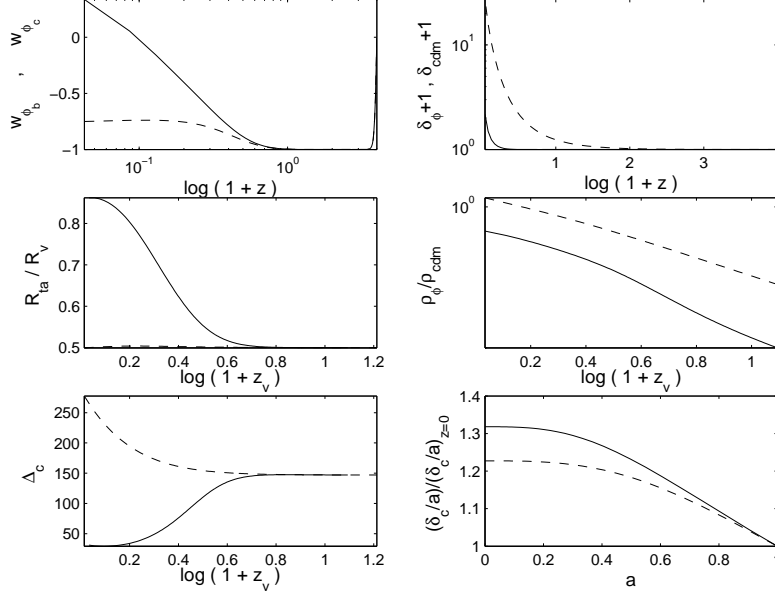 w_{ϕ_b} , w_{ϕ_c}
0
−0.5
−1
10^{−1} 10^0
log ( 1 + z )
δ_ϕ+1 , δ_{cdm}+1
10^1
10^0
1 2 3
log ( 1 + z )
R_{ta} / R_v
0.8
0.7
0.6
0.5
0.2 0.4 0.6 0.8 1 1.2
log ( 1 + z_v )
ρ_ϕ/ρ_{cdm}
10^0
0.2 0.4 0.6 0.8 1
log ( 1 + z_v )
Δ_c
250
200
150
100
50
0.2 0.4 0.6 0.8 1 1.2
log ( 1 + z_v )
(δ_c/a)/(δ_c/a)_{z=0}
1.4
1.3
1.2
1.1
1
0 0.2 0.4 0.6 0.8
a